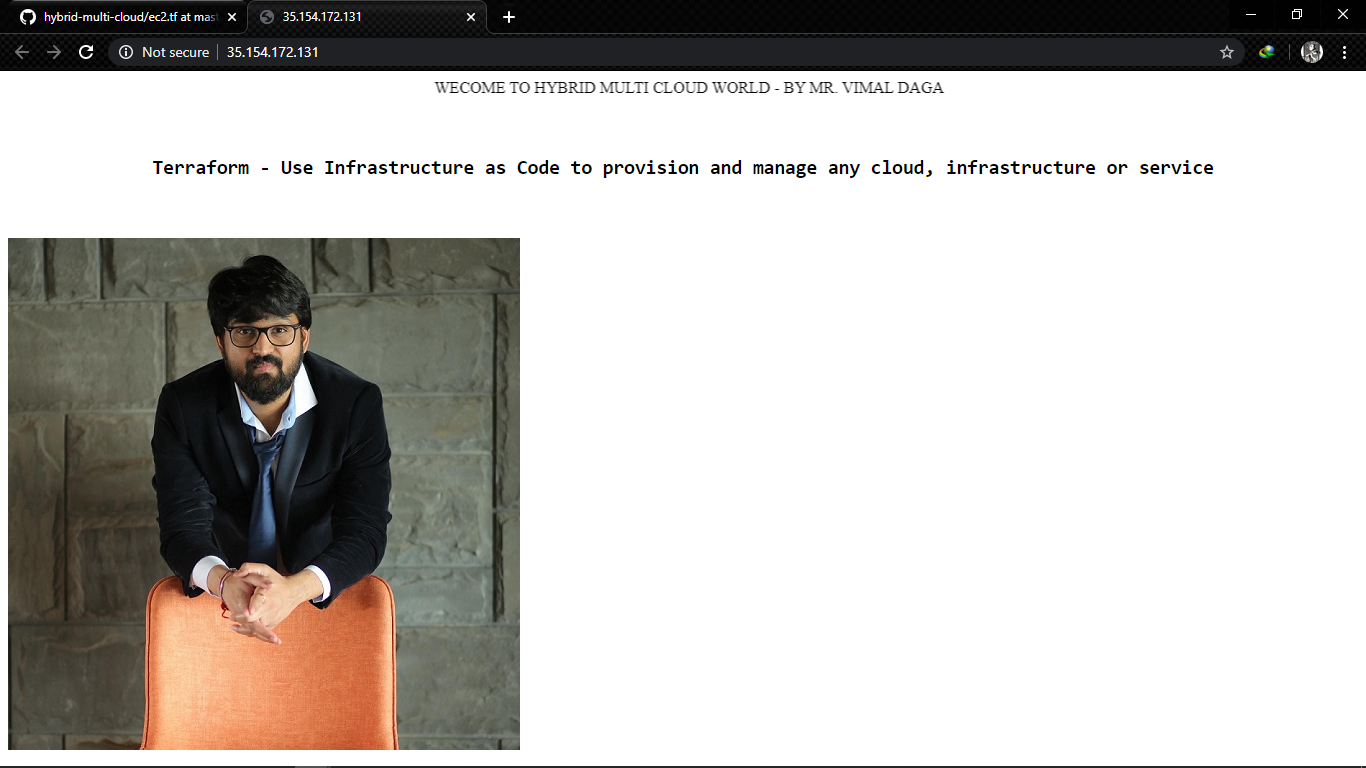 hybrid-multi-cloud/ec2.tf at mast
35.154.172.131
Not secure
35.154.172.131
WECOME TO HYBRID MULTI CLOUD WORLD - BY MR. VIMAL DAGA
Terraform - Use Infrastructure as Code to provision and manage any cloud, infrastructure or service